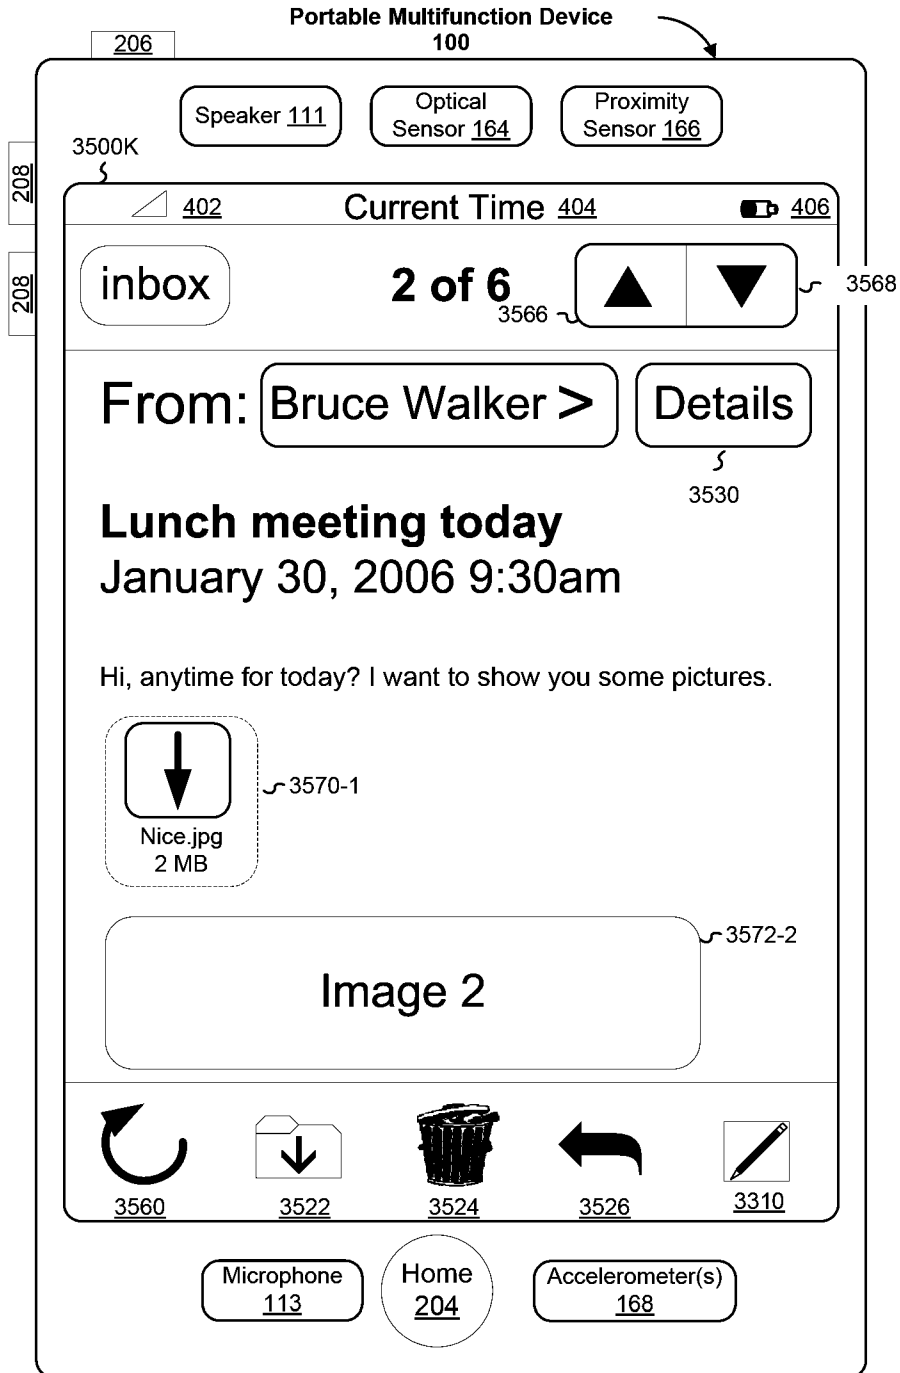 Portable Multifunction Device
100
206
Speaker 111
Optical
Sensor 164
Proximity
Sensor 166
3500K
208
402
Current Time 404
406
208
inbox
2 of 6
3566
3568
From:
Bruce Walker >
Details
3530
Lunch meeting today
January 30, 2006 9:30am
Hi, anytime for today? I want to show you some pictures.
3570-1
Nice.jpg
2 MB
3572-2
Image 2
3560
3522
3524
3526
3310
Microphone
113
Home
204
Accelerometer(s)
168